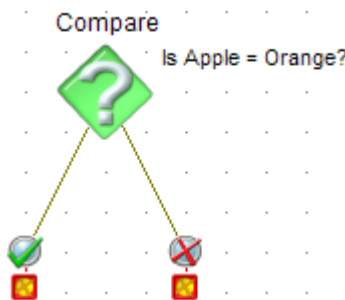 Compare
Is Apple = Orange?